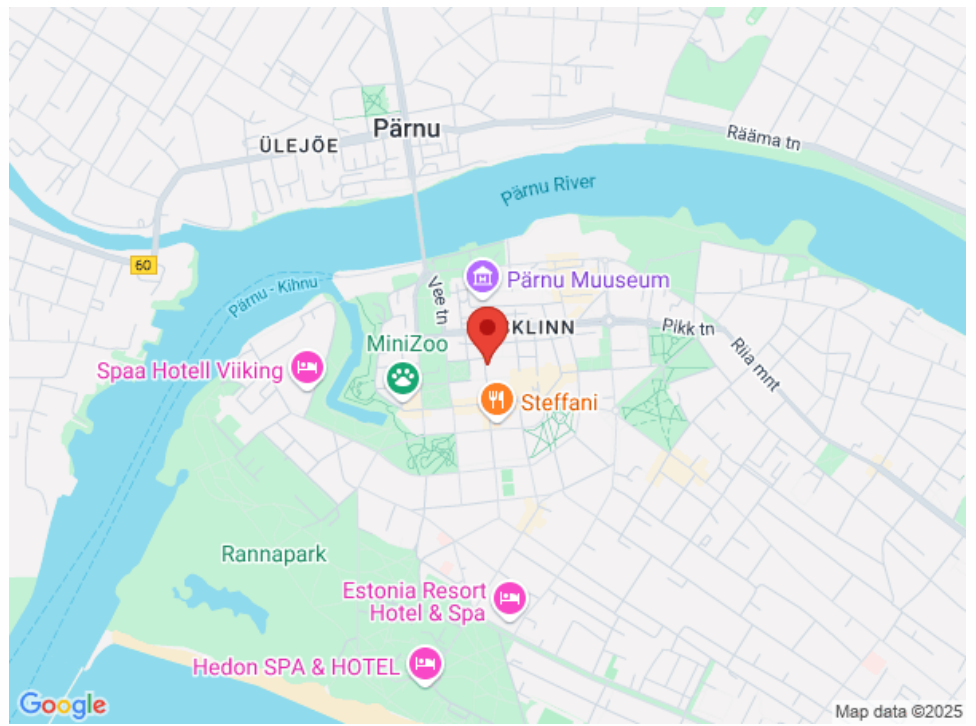 Pärnu
ÜLEJÕE
Rääma tn
Pärnu River
60
Pärnu - Kihnu
Vee tn
Pärnu Muuseum
KLINN
Pikk tn
Riia mnt
MiniZoo
Spaa Hotell Viiking
Steffani
Rannapark
Estonia Resort
Hotel & Spa
Hedon SPA & HOTEL
Google
Map data ©2025